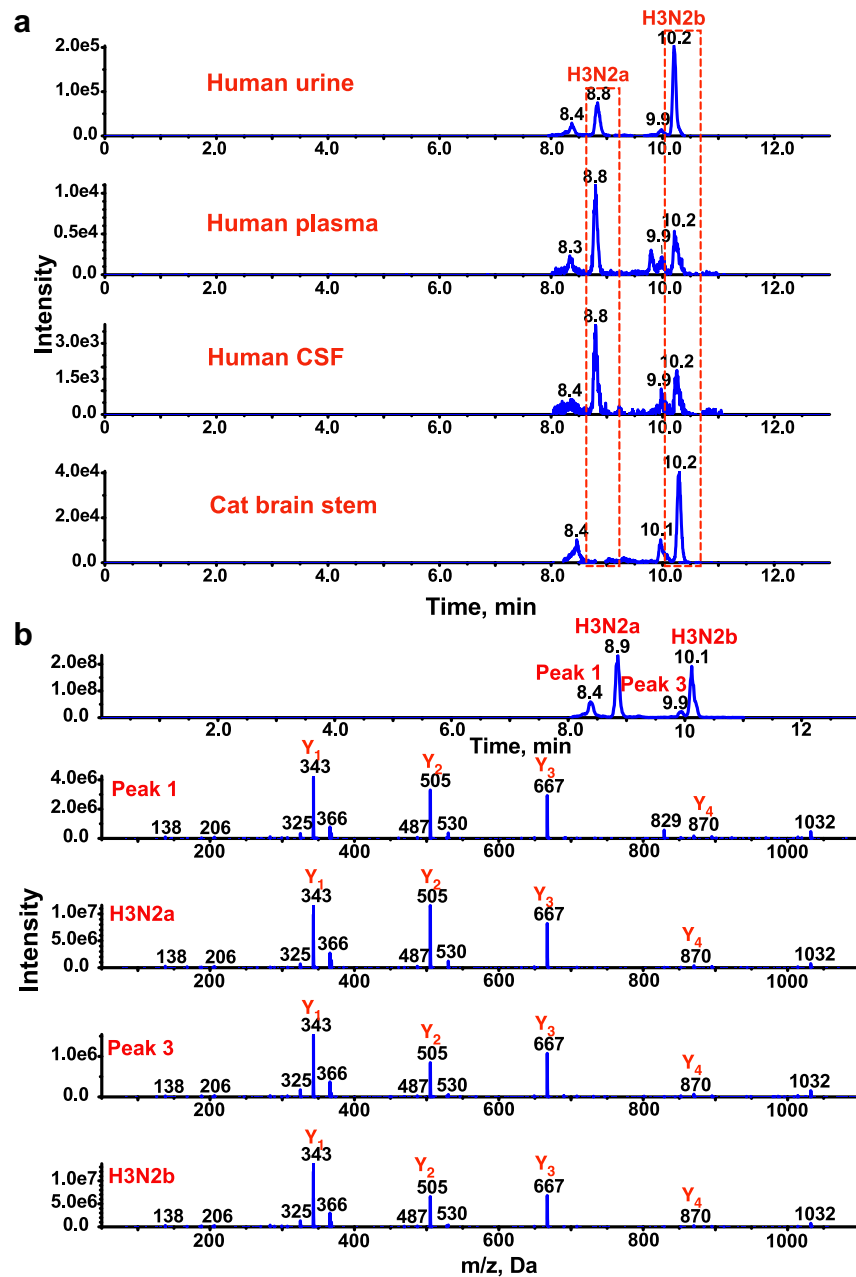 a
H3N2b
2.0e5
10.2
Human urine
H3N2a
1.0e5
8.8
8.4
9.9
0.0
0 2.0 4.0 6.0 8.0 10.0 12.0
1.0e4
8.8
Human plasma
10.2
5.0e3
8.3
9.9
0.0
0 2.0 4.0 6.0 8.0 10.0 12.0
Intensity
8.8
3.0e3
Human CSF
10.2
1.5e3
8.4
9.9
0.0
0 2.0 4.0 6.0 8.0 10.0 12.0
4.0e4
10.2
Cat brain stem
2.0e4
8.4
10.1
0.0
0 2.0 4.0 6.0 8.0 10.0 12.0
Time, min
b
H3N2a
H3N2b
2.0e8
8.9
10.1
Peak 1
Peak 3
1.0e8
8.4
9.9
0.0
2.0 4.0 6.0 8.0 10 12
Time, min
Y1
Y2
Y3
4.0e6
343
505
667
Peak 1
2.0e6
Y4
138 206 325 366 487 530 829 870 1032
0.0
200 400 600 800 1000
Y1
Y2
Y3
H3N2a
343
505
667
1.0e7
5.0e6
Y4
138 206 325 366 487 530 870 1032
0.0
200 400 600 800 1000
Intensity
Y1
Y2
Y3
343
505
667
Peak 3
1.0e6
Y4
138 206 325 366 487 530 870 1032
0.0
200 400 600 800 1000
Y1
Y2
Y3
343
505
667
H3N2b
1.0e7
5.0e6
Y4
138 206 325 366 487 530 870 1032
0.0
200 400 600 800 1000
m/z, Da